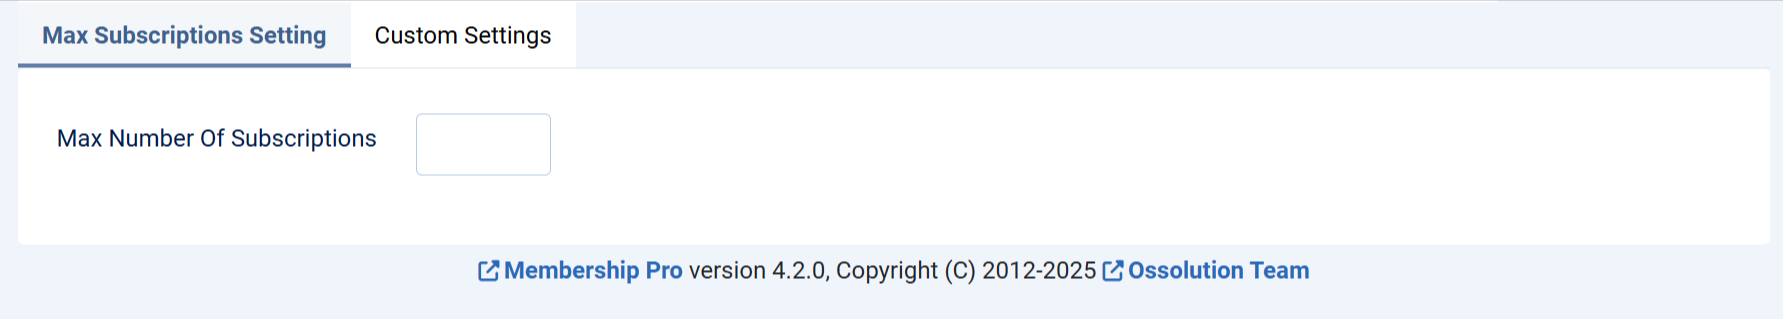 Max Subscriptions Setting Custom Settings
Max Number Of Subscriptions
Membership Pro version 4.2.0, Copyright (C) 2012-2025 Ossolution Team